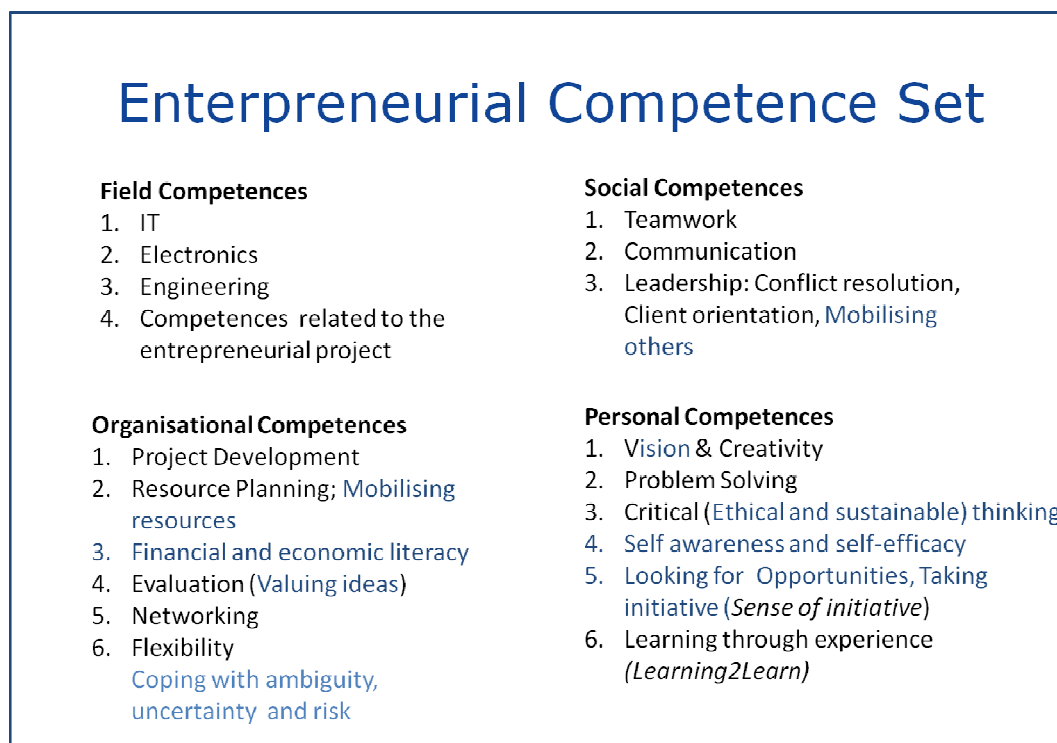 Enterpreneurial Competence Set
Field Competences
1. IT
2. Electronics
3. Engineering
4. Competences related to the
entrepreneurial project
Social Competences
1. Teamwork
2. Communication
3. Leadership: Conflict resolution,
Client orientation, Mobilising
others
Organisational Competences
1. Project Development
2. Resource Planning; Mobilising
resources
3. Financial and economic literacy
4. Evaluation (Valuing ideas)
5. Networking
6. Flexibility
Coping with ambiguity,
uncertainty and risk
Personal Competences
1. Vision & Creativity
2. Problem Solving
3. Critical (Ethical and sustainable) thinking
4. Self awareness and self-efficacy
5. Looking for Opportunities, Taking
initiative (Sense of initiative)
6. Learning through experience
(Learning2Learn)